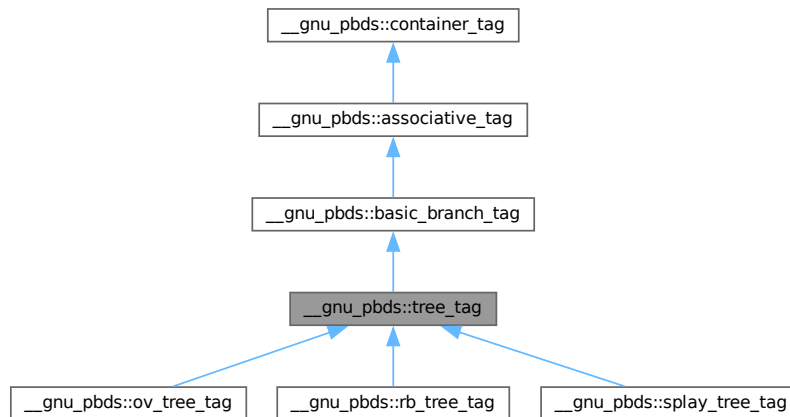 __gnu_pbds::container_tag
__gnu_pbds::associative_tag
__gnu_pbds::basic_branch_tag
__gnu_pbds::tree_tag
__gnu_pbds::ov_tree_tag
__gnu_pbds::rb_tree_tag
__gnu_pbds::splay_tree_tag